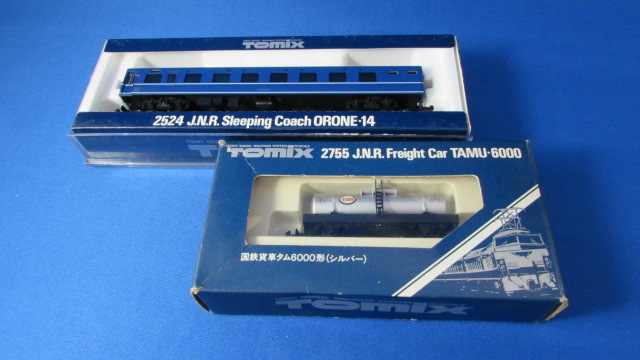 TOMIX
2524 J.N.R. Sleeping Coach ORONE・14
TOMIX 2755 J.N.R. Freight Car TAMU・6000
Esso
国鉄貨車タム6000形(シルバー)
TOMIX